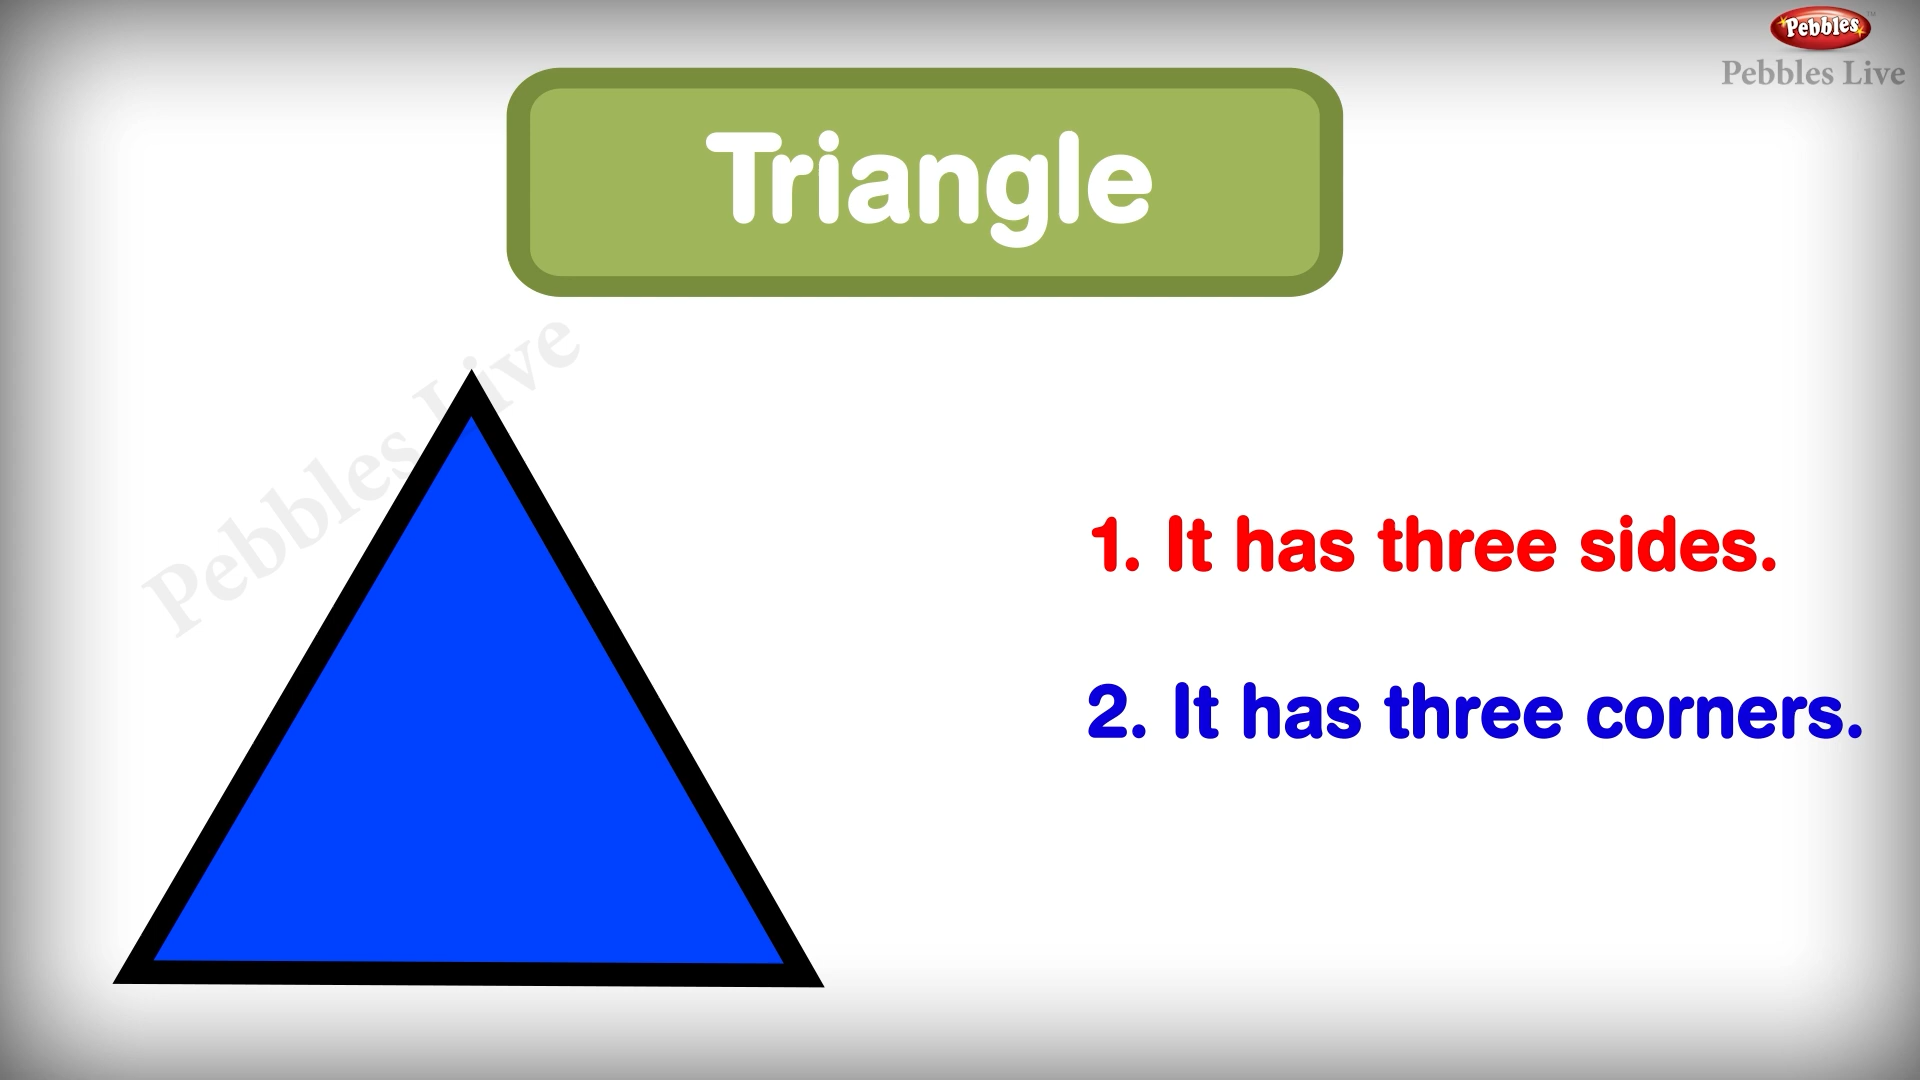 Pebbles
Pebbles Live
Triangle
Pebbles Live
1. It has three sides.
2. It has three corners.